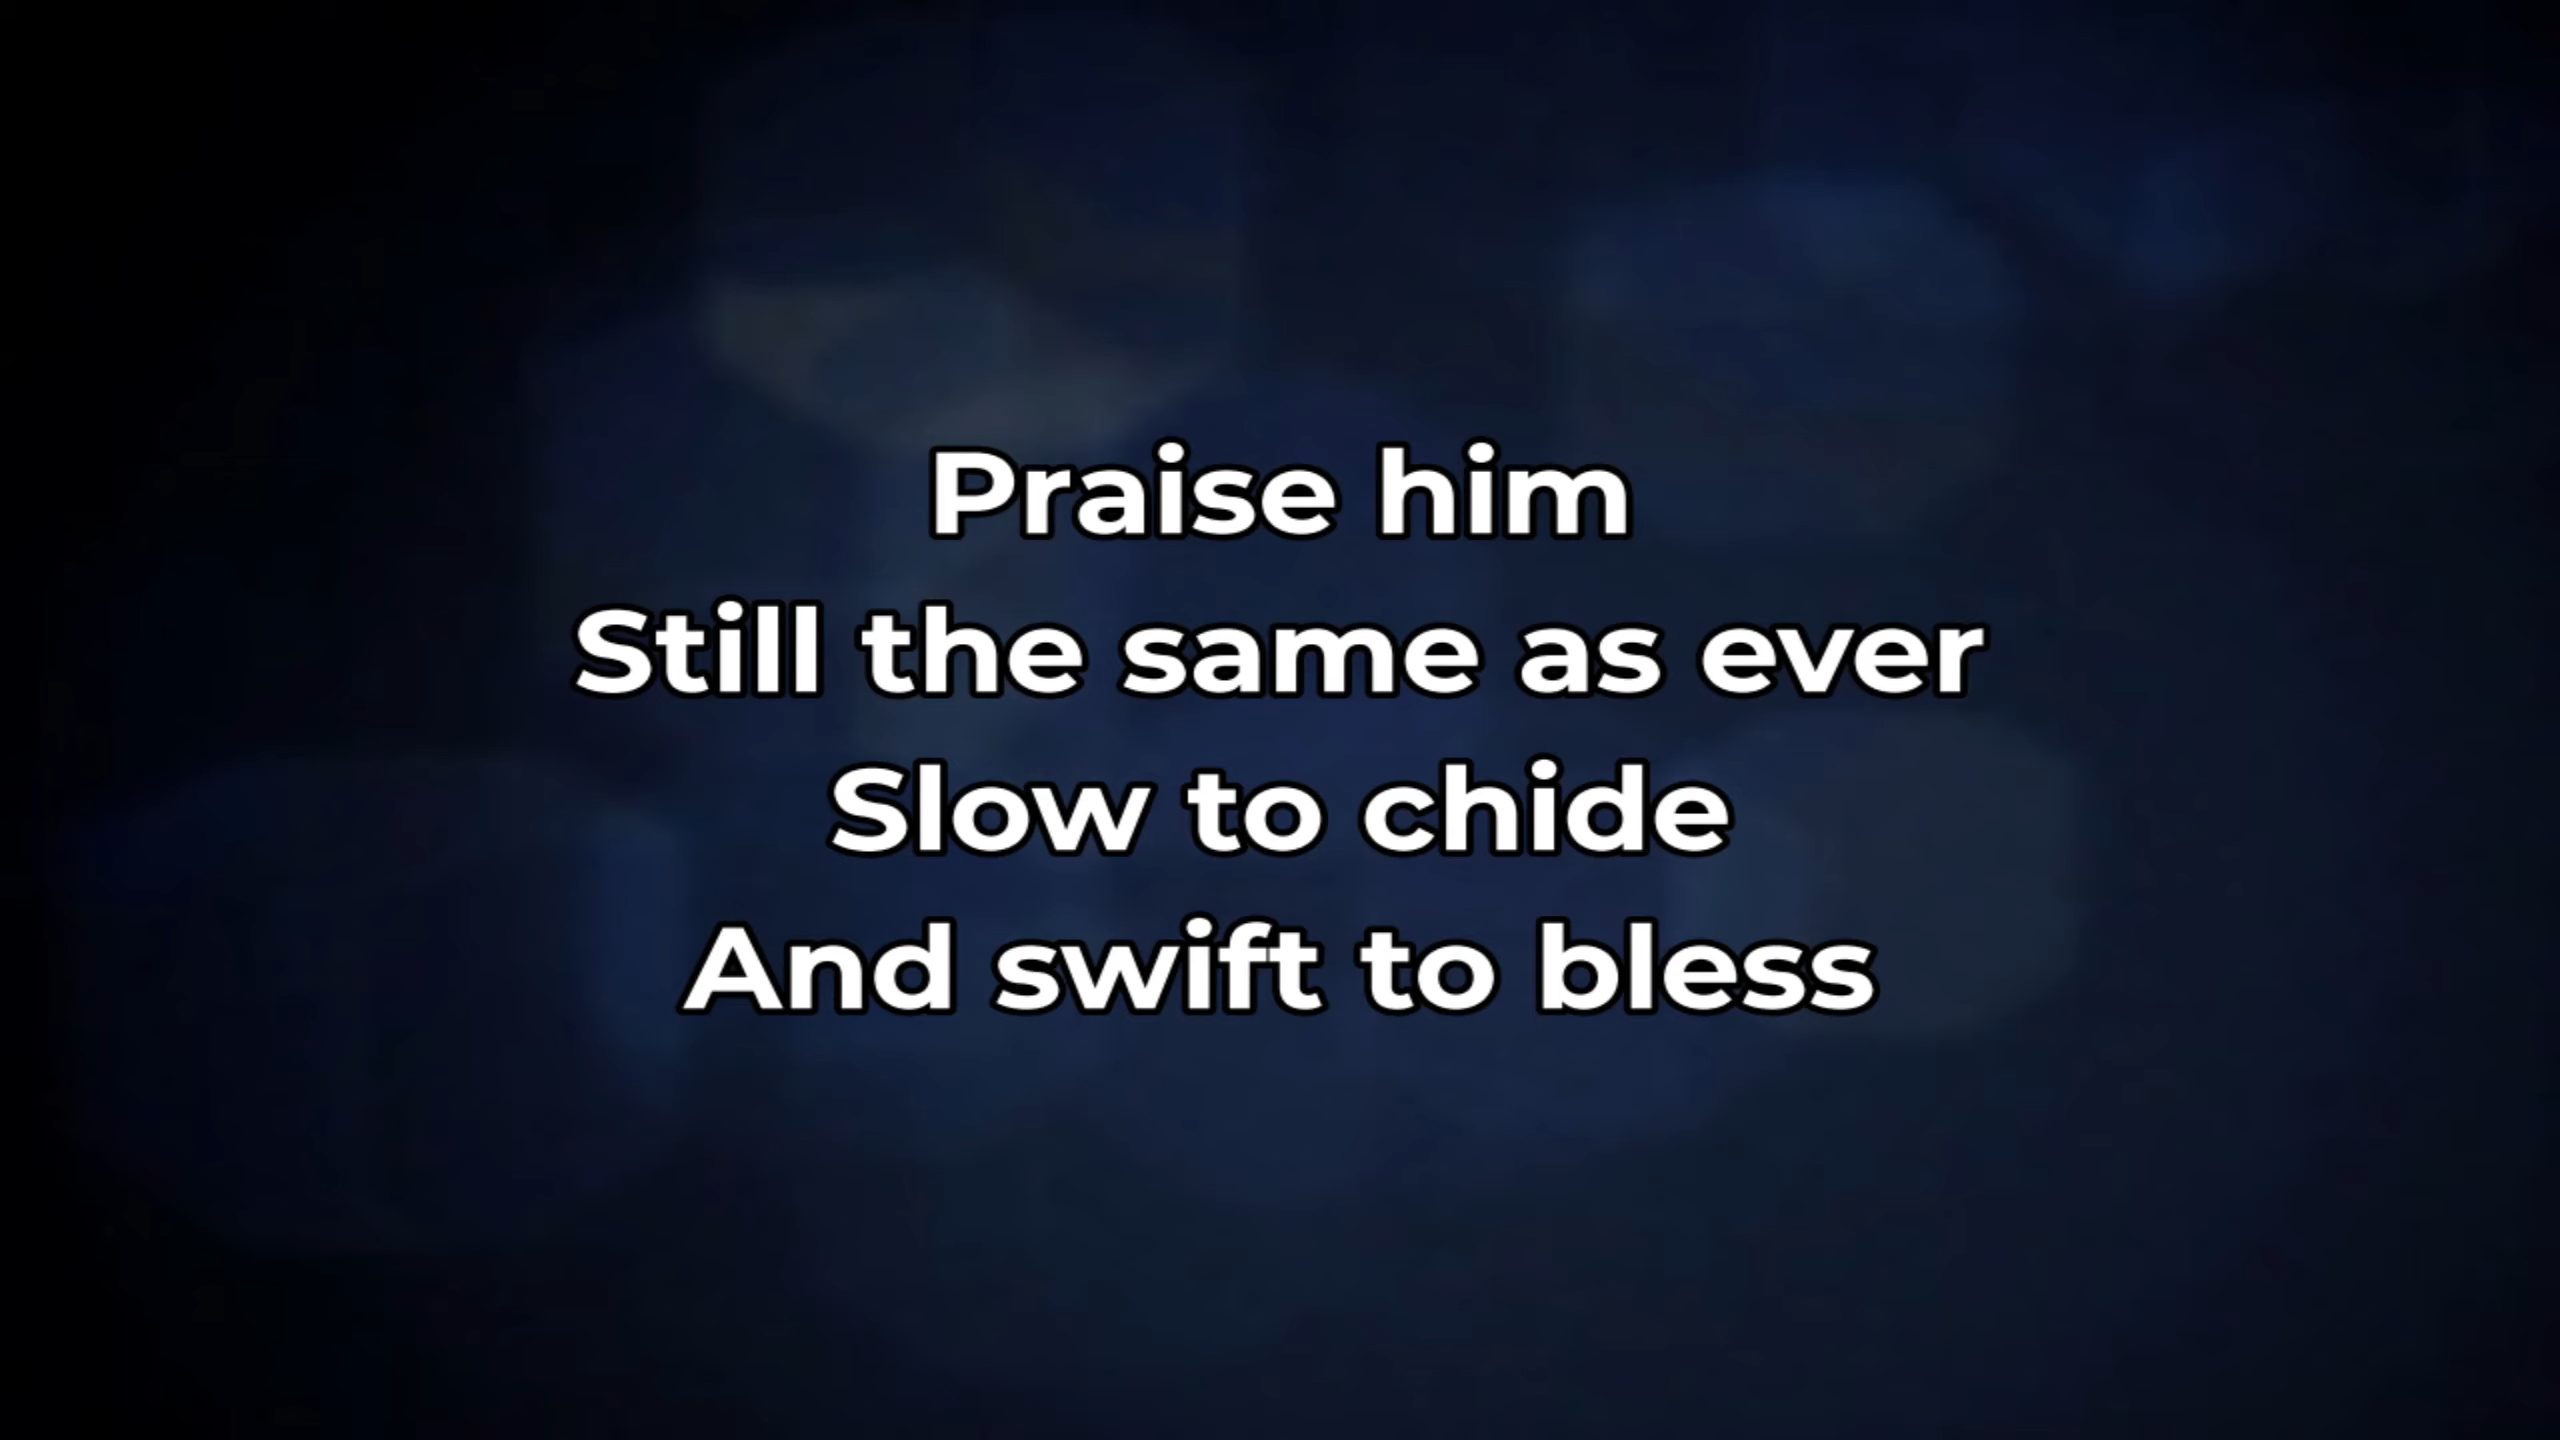 Praise him
Still the same as ever
Slow to chide
And swift to bless